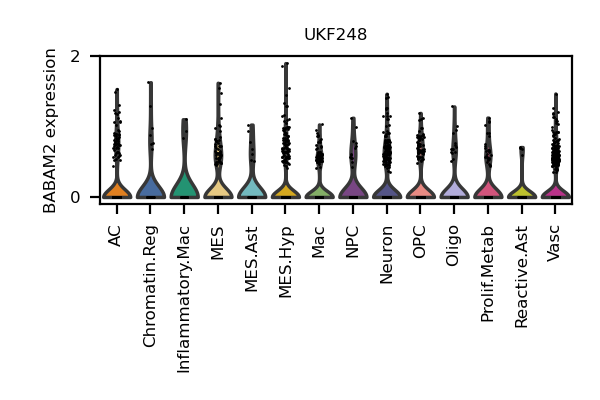 UKF248
BABAM2 expression
2
0
AC
Chromatin.Reg
Inflammatory.Mac
MES
MES.Ast
MES.Hyp
Mac
NPC
Neuron
OPC
Oligo
Prolif.Metab
Reactive.Ast
Vasc